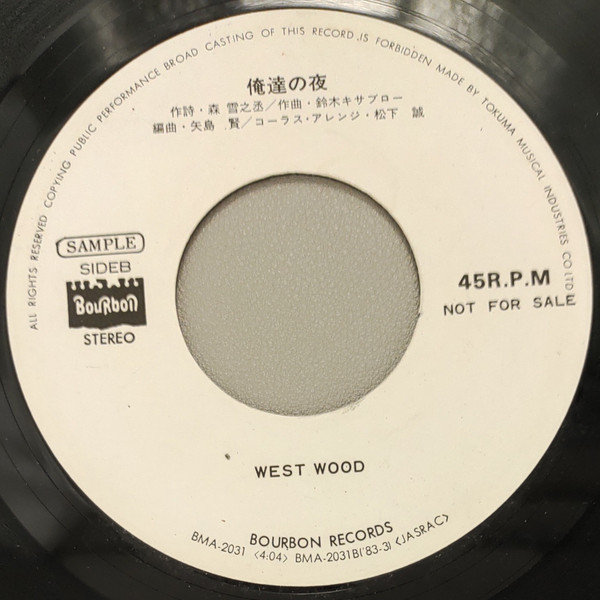 ALL RIGHTS RESERVED COPYING PUBLIC PERFORMANCE BROAD CASTING OF THIS RECORD IS FORBIDDEN MADE BY TOKUMA MUSICAL INDUSTRIES CO LTD
俺達の夜
作詩・森 雪之丞／作曲・鈴木キサブロー
編曲・矢島 賢／コーラス・アレンジ・松下 誠
SAMPLE
SIDEB
Bourbon
STEREO
45R.P.M
NOT FOR SALE
WEST WOOD
BOURBON RECORDS
BMA-2031 <4:04> BMA-2031B1'83-3I <JASRAC>